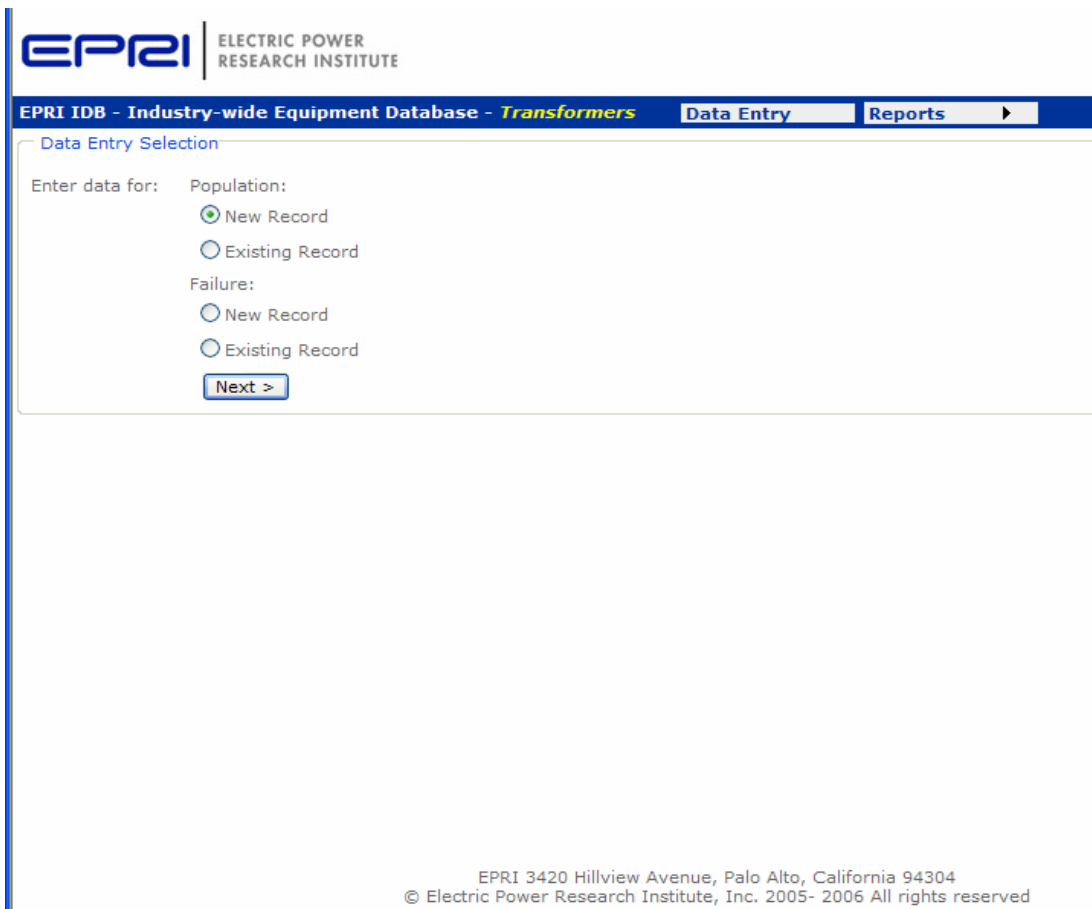 EPRI
ELECTRIC POWER
RESEARCH INSTITUTE
EPRI IDB - Industry-wide Equipment Database - Transformers
Data Entry
Reports
Data Entry Selection
Enter data for:
Population:
New Record
Existing Record
Failure:
New Record
Existing Record
Next >
EPRI 3420 Hillview Avenue, Palo Alto, California 94304
© Electric Power Research Institute, Inc. 2005- 2006 All rights reserved